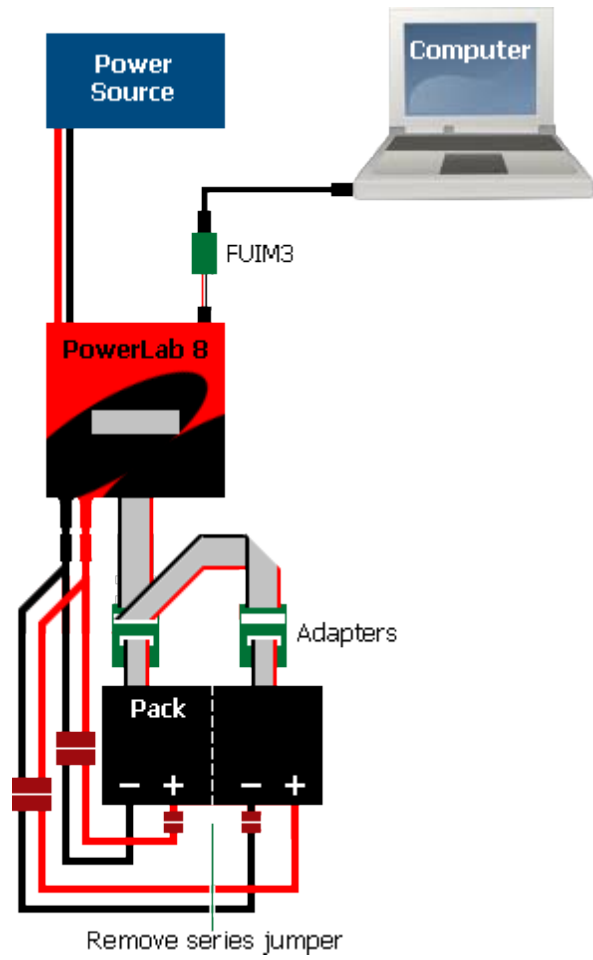 Power
Source
Computer
FUIM3
PowerLab 8
Adapters
Pack
− +
− +
Remove series jumper